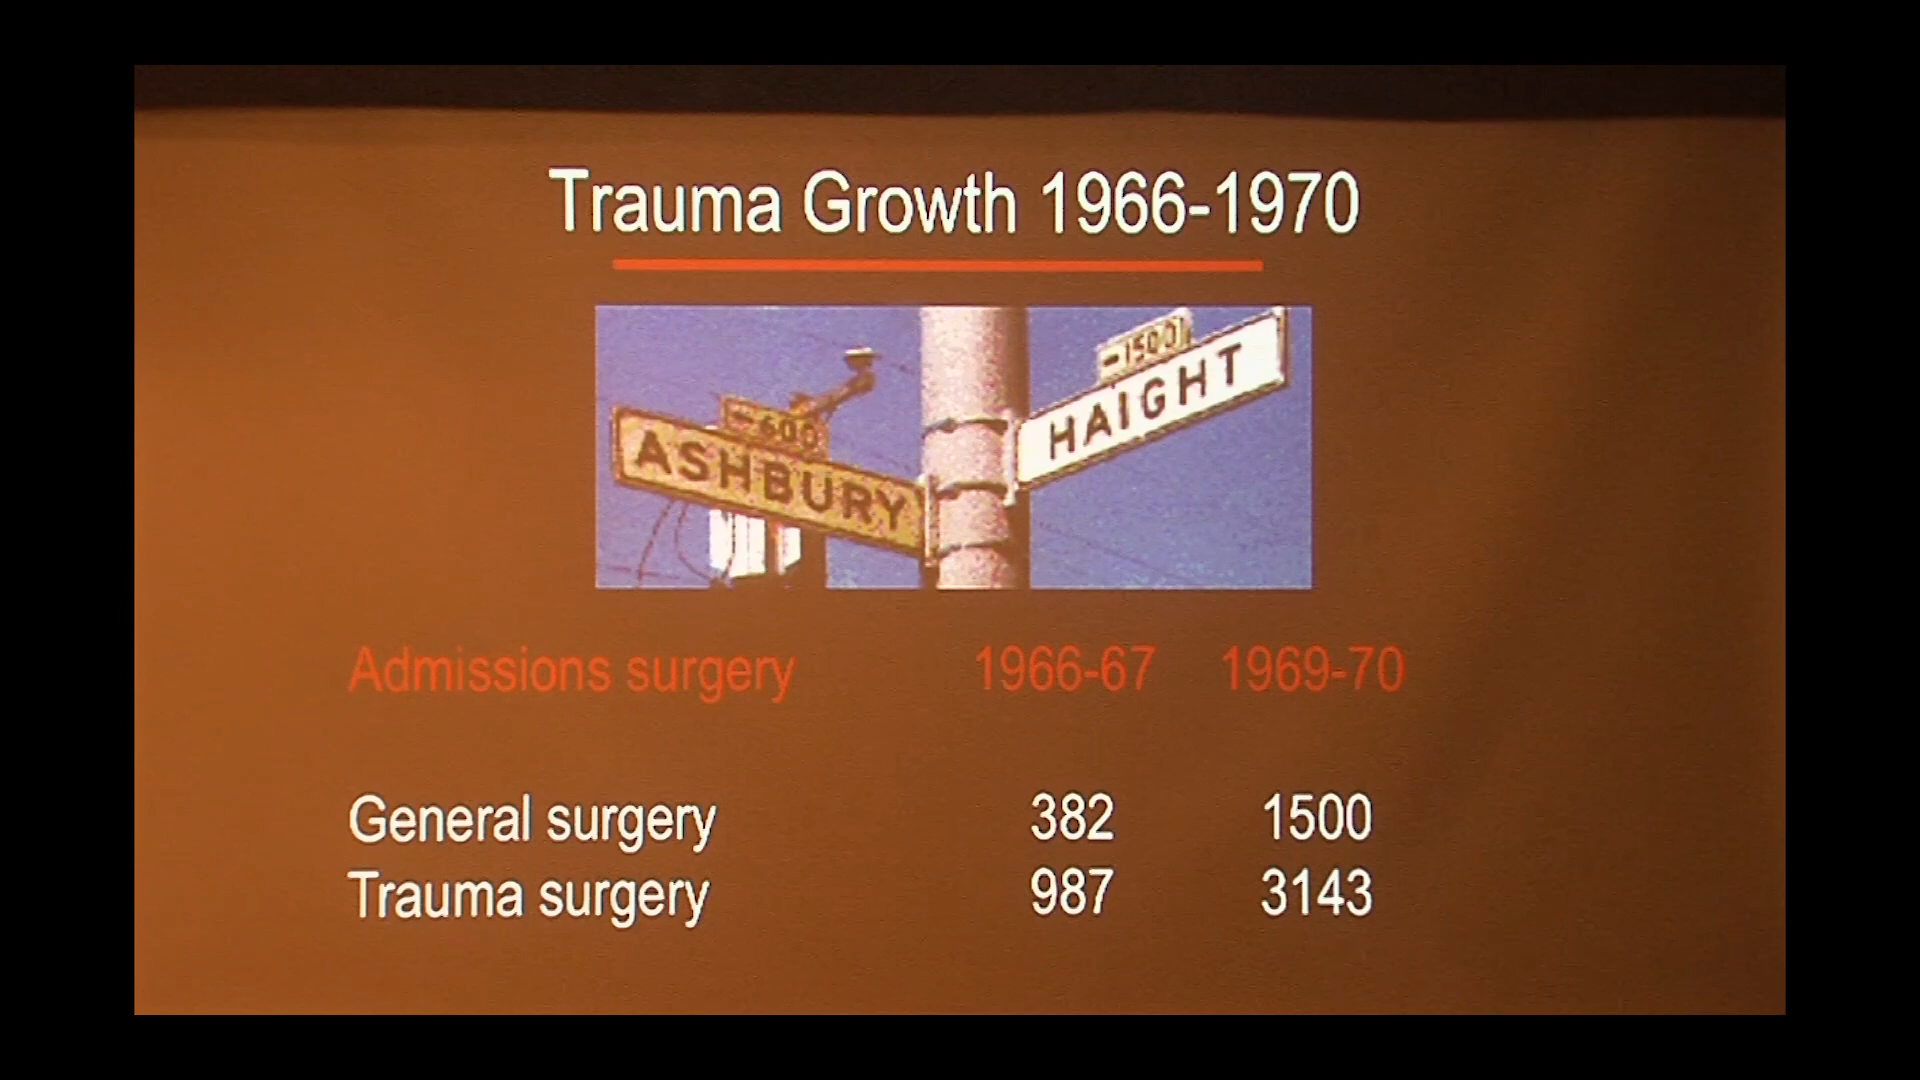 Trauma Growth 1966-1970
1500
HAIGHT
600
ASHBURY
Admissions surgery 1966-67 1969-70
General surgery 382 1500
Trauma surgery 987 3143